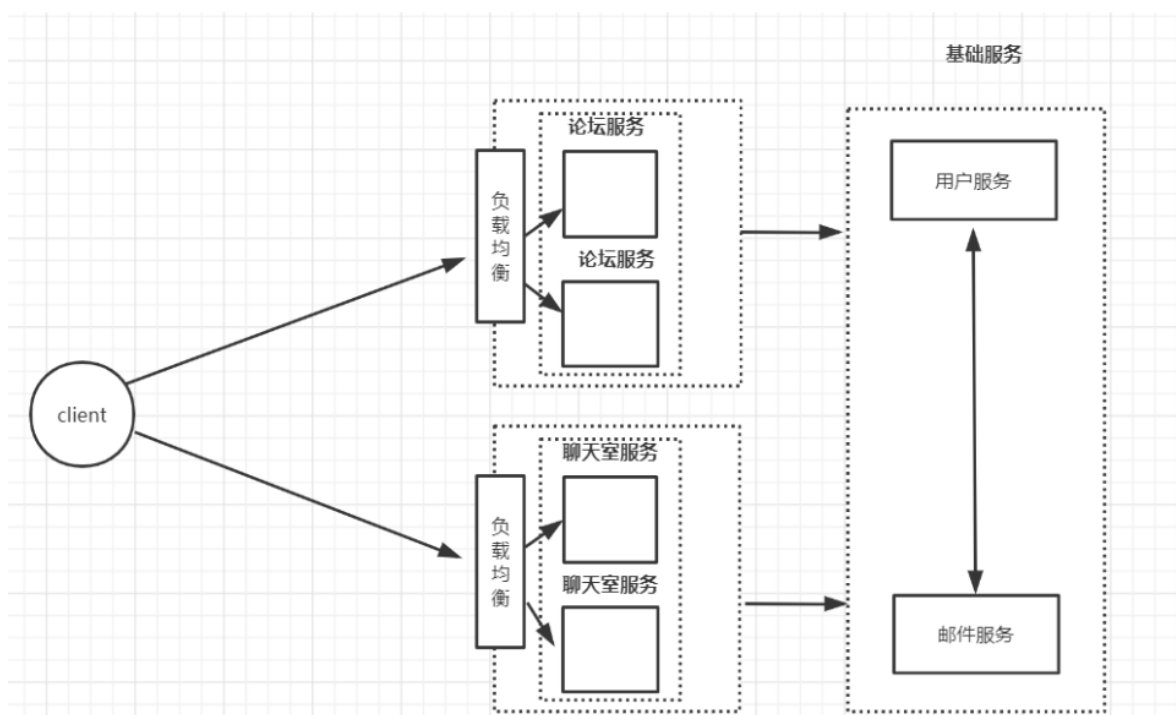 基础服务
论坛服务
负载均衡
论坛服务
用户服务
client
聊天室服务
负载均衡
聊天室服务
邮件服务